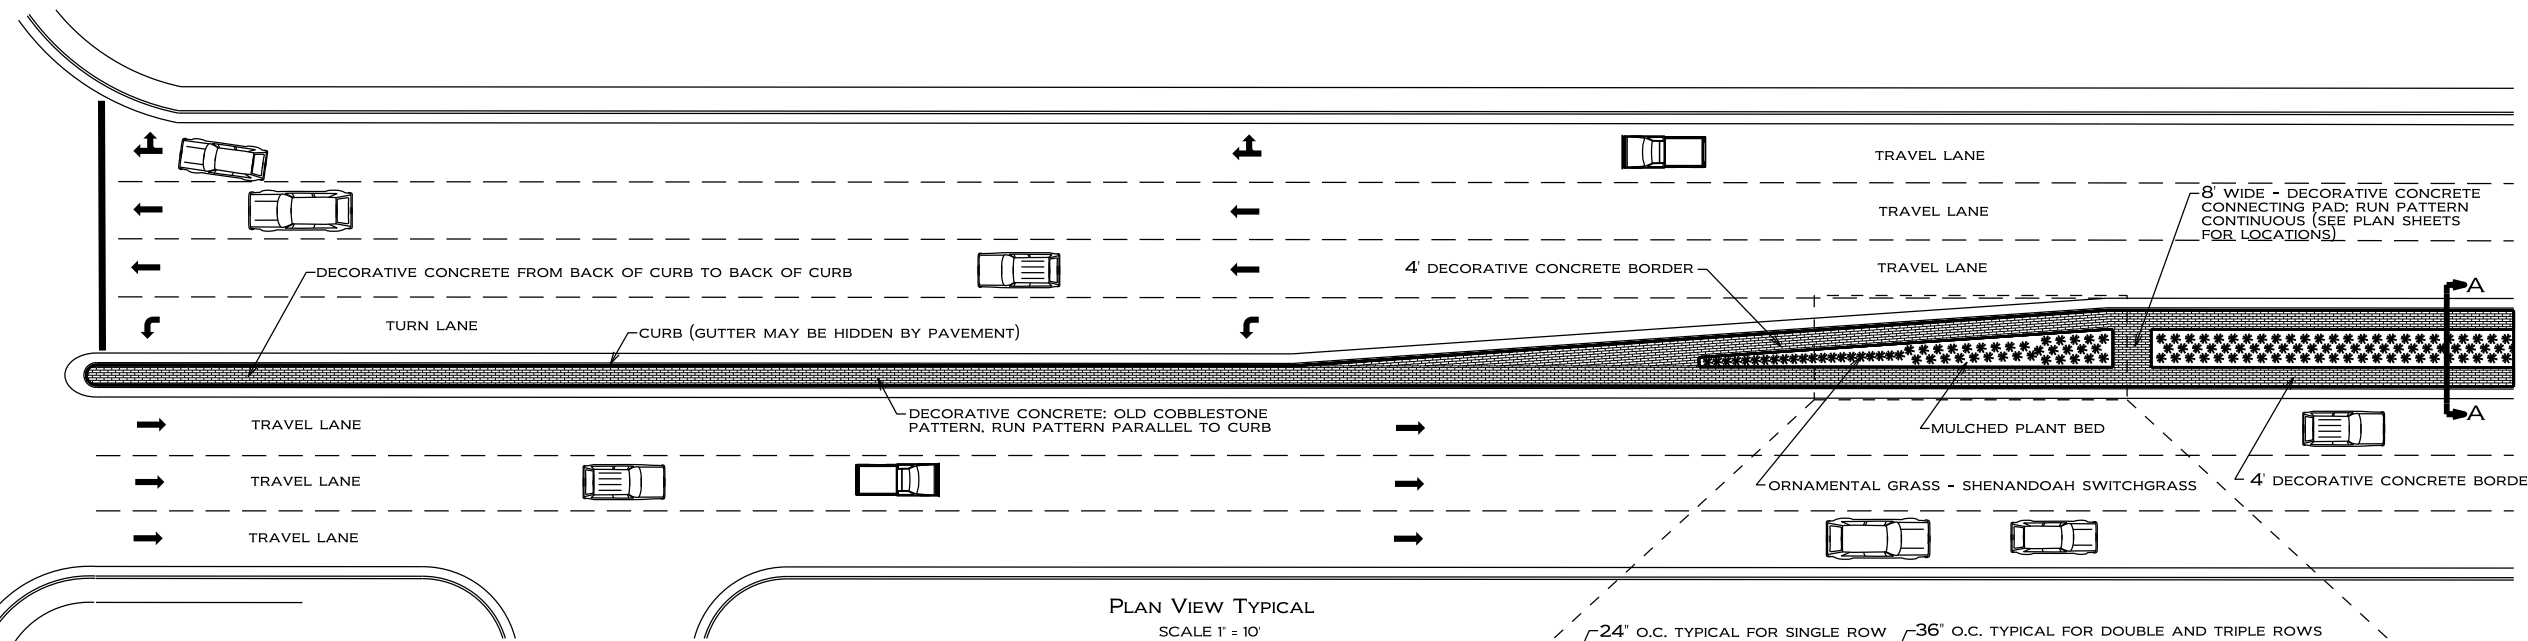 TRAVEL LANE
8' WIDE - DECORATIVE CONCRETE
CONNECTING PAD; RUN PATTERN
CONTINUOUS (SEE PLAN SHEETS
FOR LOCATIONS)
TRAVEL LANE
DECORATIVE CONCRETE FROM BACK OF CURB TO BACK OF CURB
4' DECORATIVE CONCRETE BORDER
TRAVEL LANE
A
TURN LANE
CURB (GUTTER MAY BE HIDDEN BY PAVEMENT)
DECORATIVE CONCRETE; OLD COBBLESTONE
PATTERN, RUN PATTERN PARALLEL TO CURB
A
TRAVEL LANE
MULCHED PLANT BED
TRAVEL LANE
ORNAMENTAL GRASS - SHENANDOAH SWITCHGRASS
4' DECORATIVE CONCRETE BORDE
TRAVEL LANE
PLAN VIEW TYPICAL
SCALE 1" = 10'
24" O.C. TYPICAL FOR SINGLE ROW
36" O.C. TYPICAL FOR DOUBLE AND TRIPLE ROWS